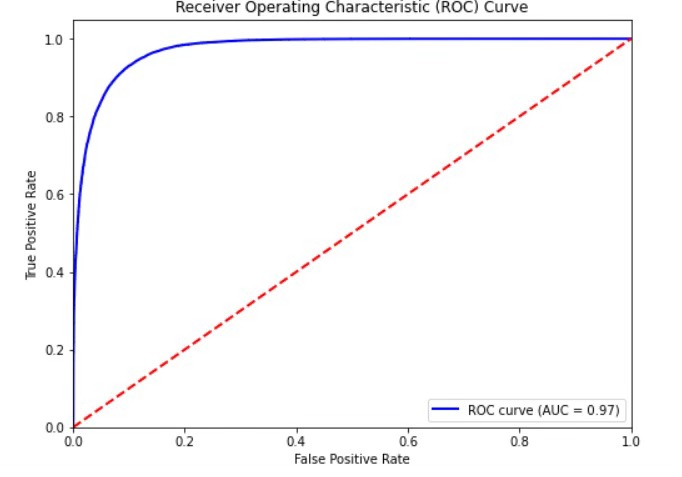 Receiver Operating Characteristic (ROC) Curve
1.0
0.8
0.6
0.4
0.2
0.0
True Positive Rate
ROC curve (AUC = 0.97)
0.0 0.2 0.4 0.6 0.8 1.0
False Positive Rate